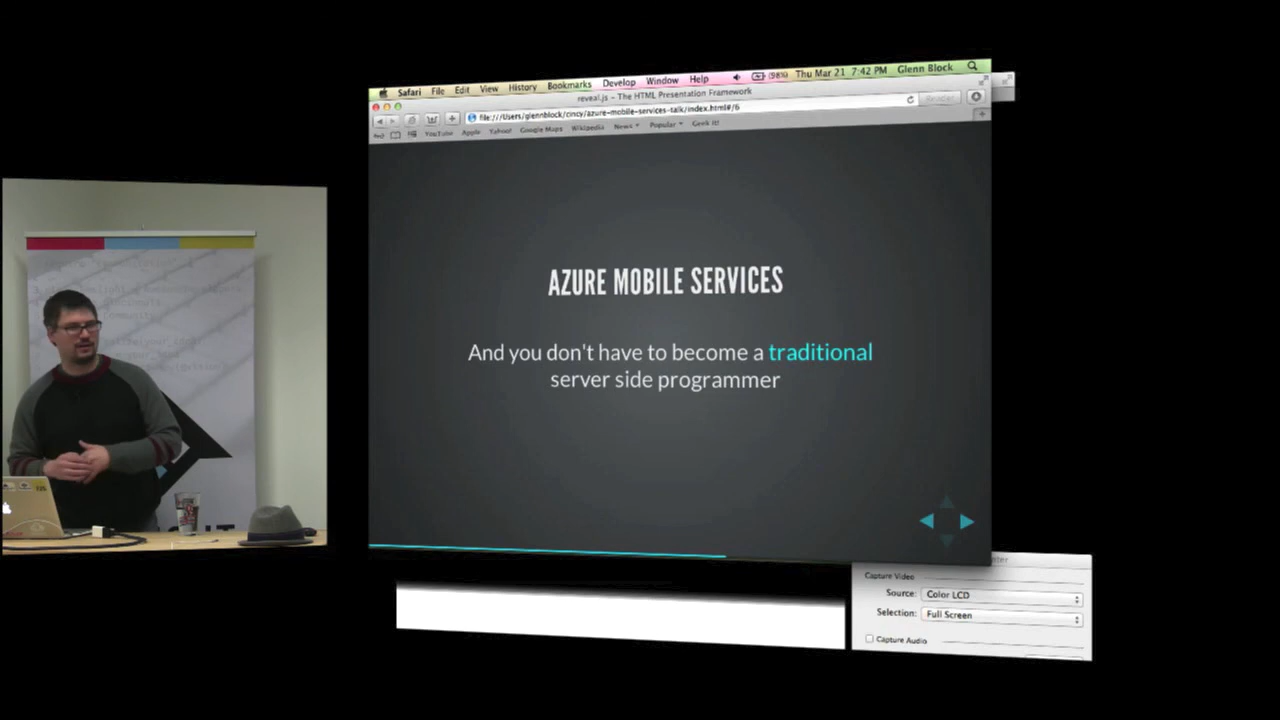 Safari File Edit View History Bookmarks Develop Window Help (98%) Thu Mar 21 7:42 PM Glenn Block
reveal.js - The HTML Presentation Framework
file:///Users/glennblock/cincy/azure-mobile-services-talk/index.html#/6
Reader
YouTube Apple Yahoo! Google Maps Wikipedia News Popular Geek it!
AZURE MOBILE SERVICES
And you don't have to become a traditional
server side programmer
Capture Video
Source: Color LCD
Selection: Full Screen
Capture Audio